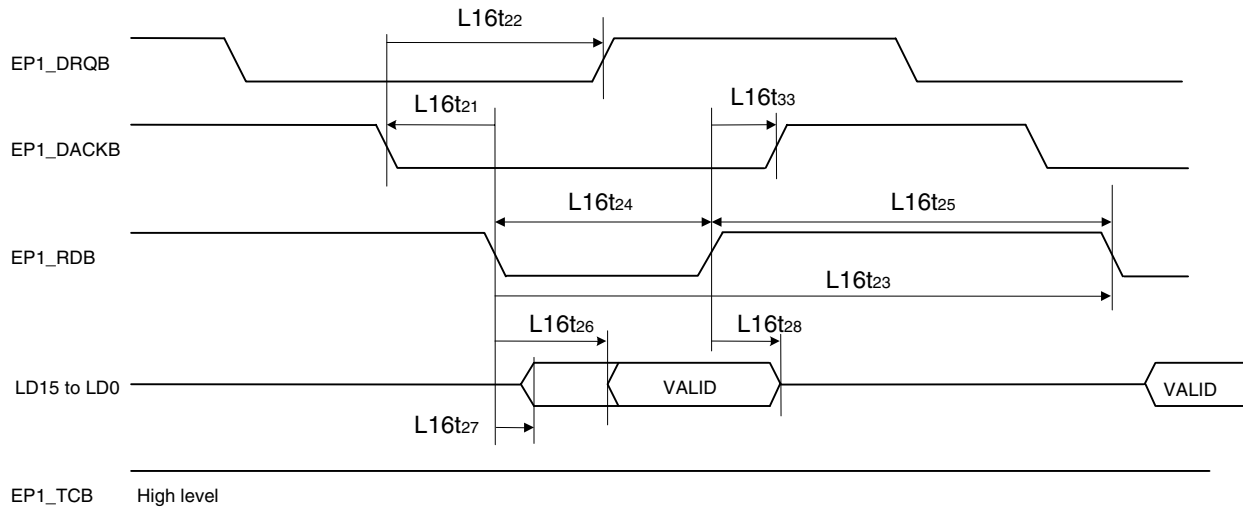 L16t22
EP1_DRQB
L16t21
L16t33
EP1_DACKB
L16t24
L16t25
EP1_RDB
L16t23
L16t26
L16t28
LD15 to LD0
VALID
VALID
L16t27
EP1_TCB High level